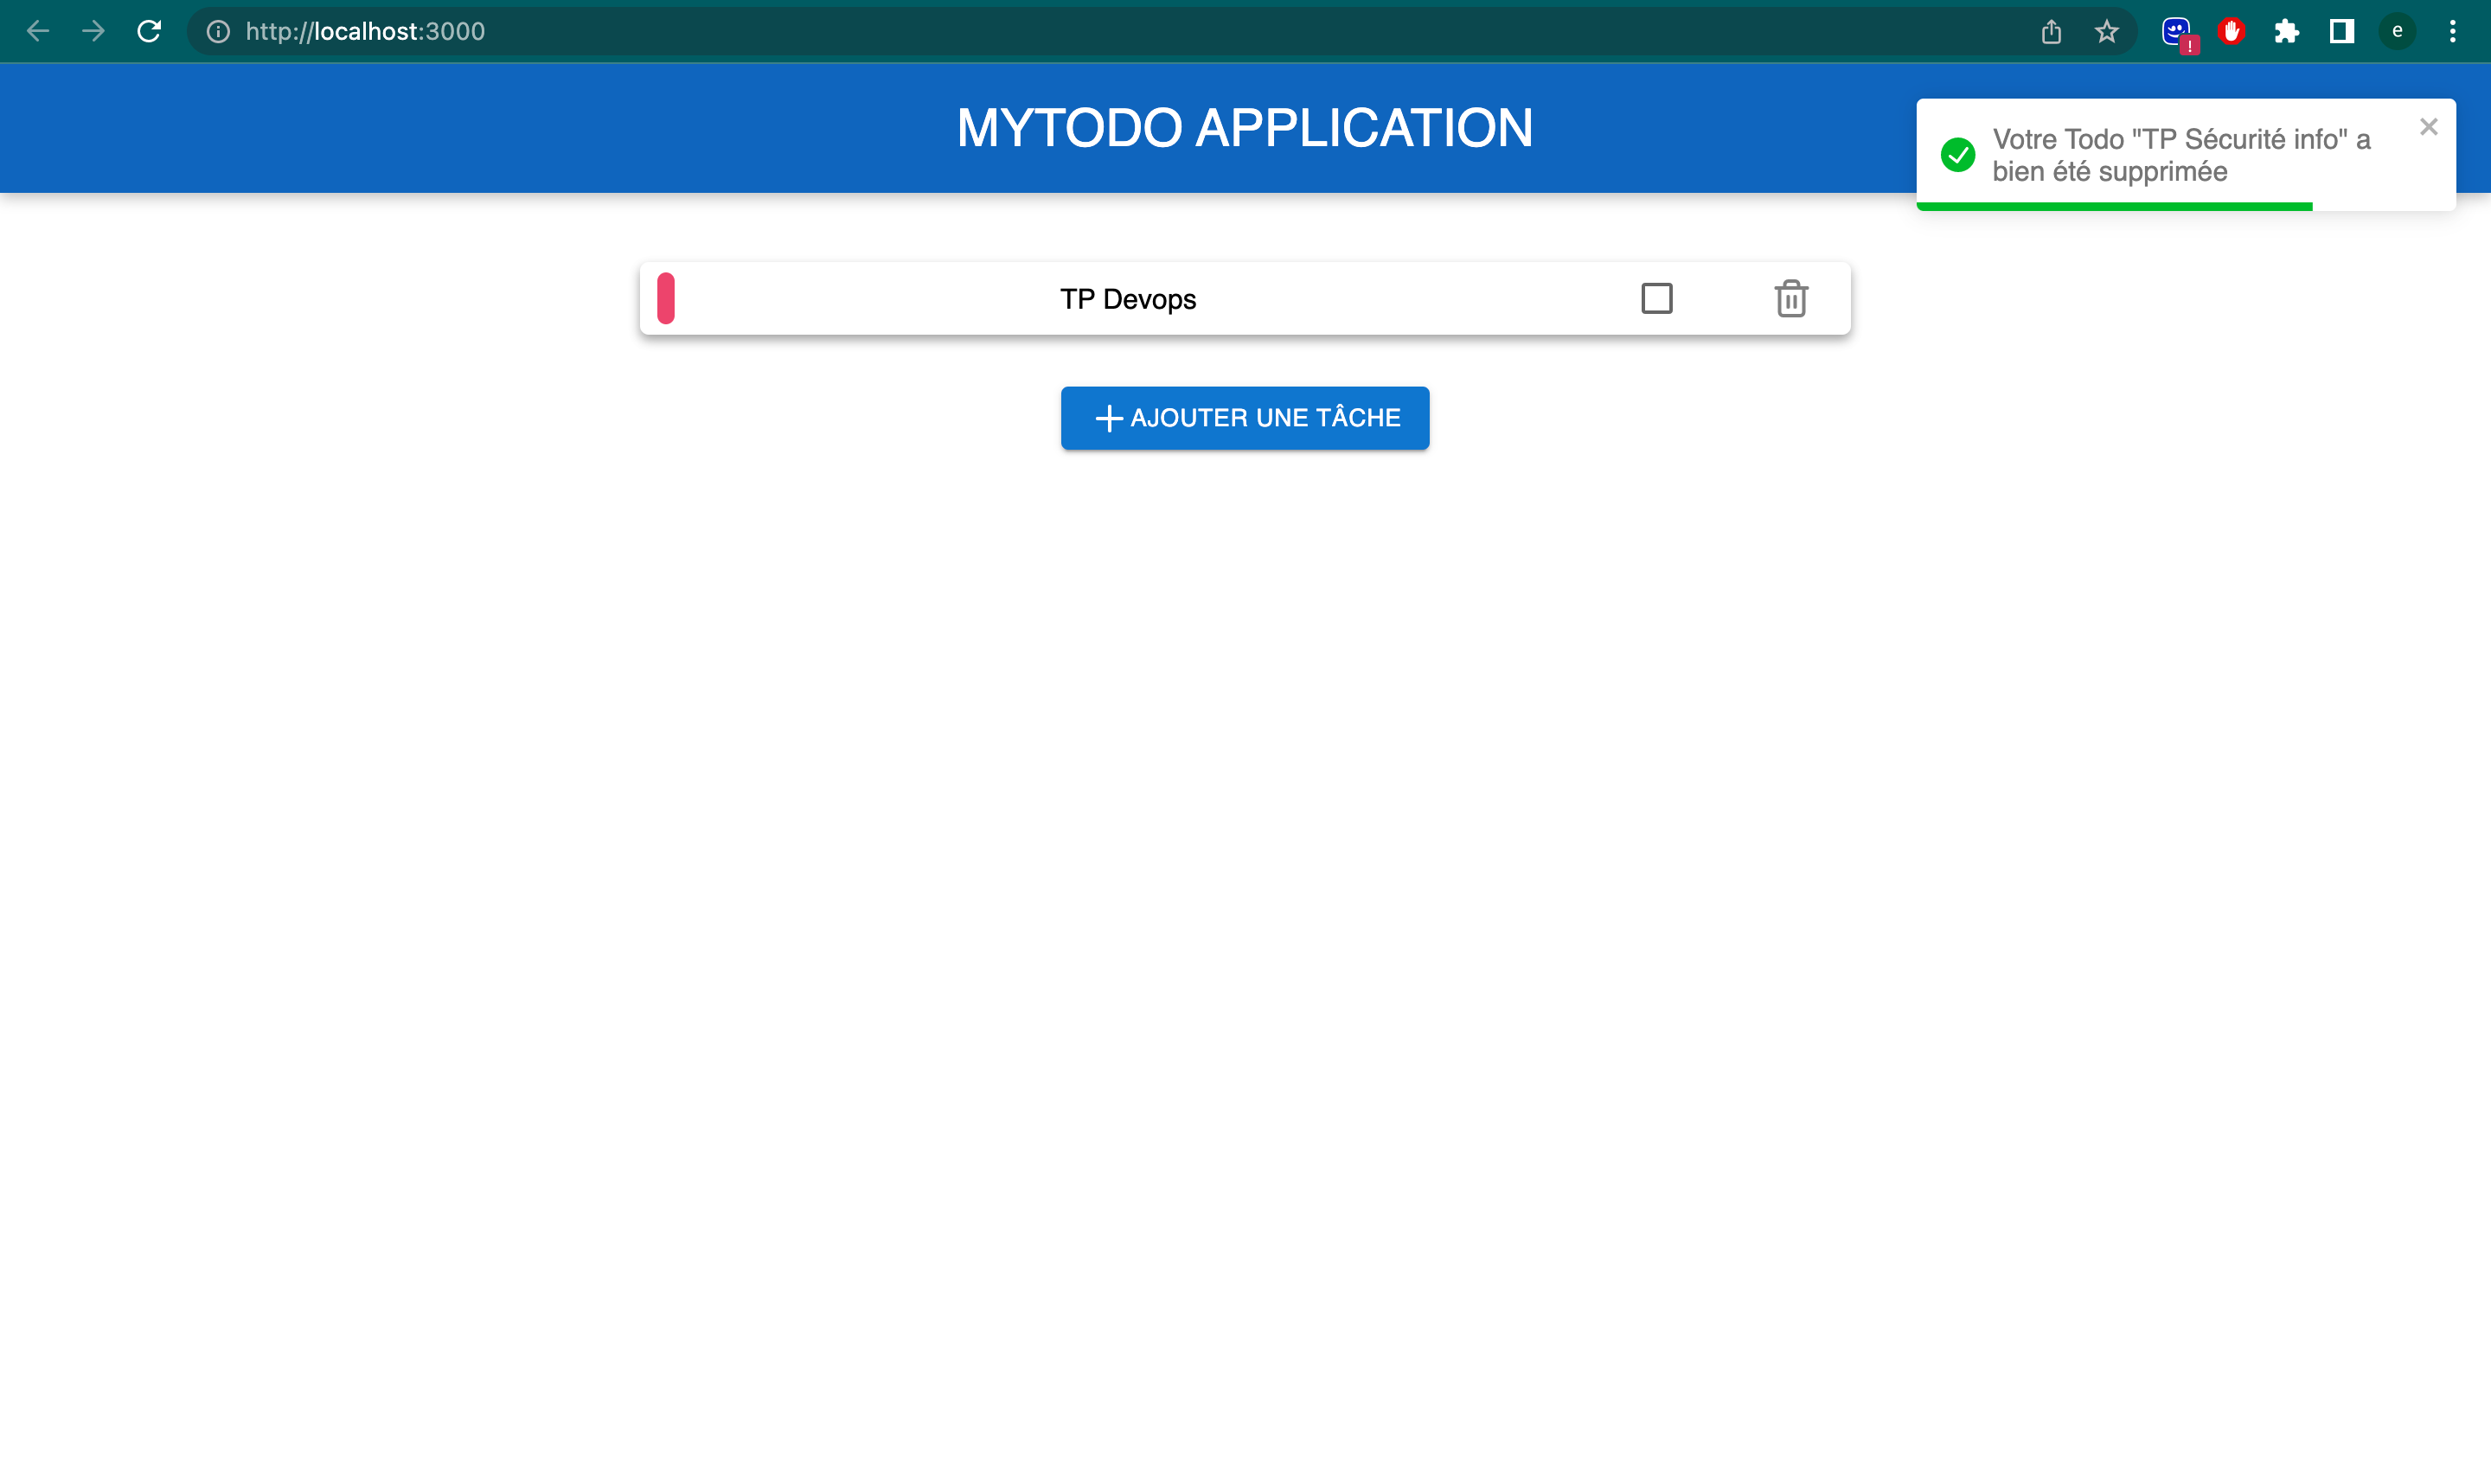 http://localhost:3000
!
e
MYTODO APPLICATION
Votre Todo "TP Sécurité info" a
bien été supprimée
TP Devops
AJOUTER UNE TÂCHE